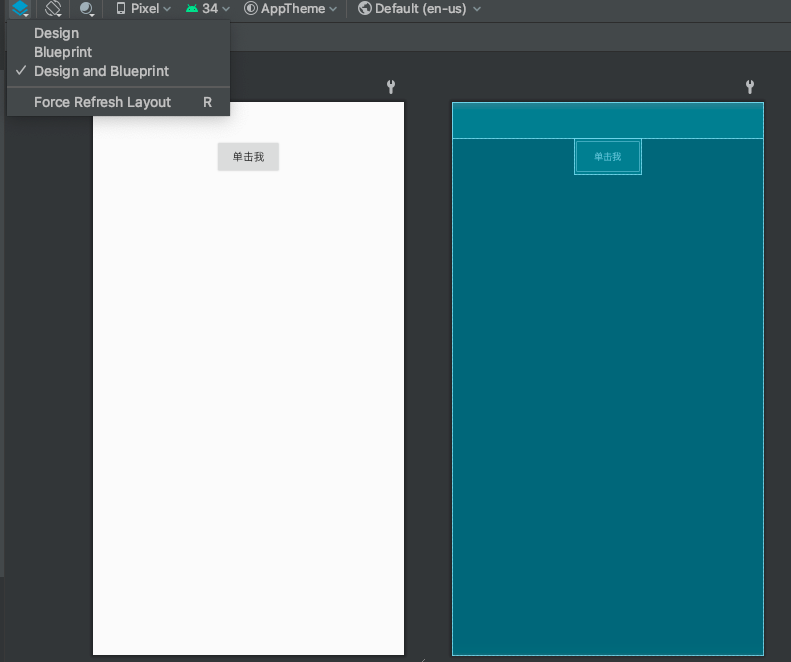 Pixel 34 AppTheme Default (en-us)
Design
Blueprint
Design and Blueprint
Force Refresh Layout R
单击我
单击我